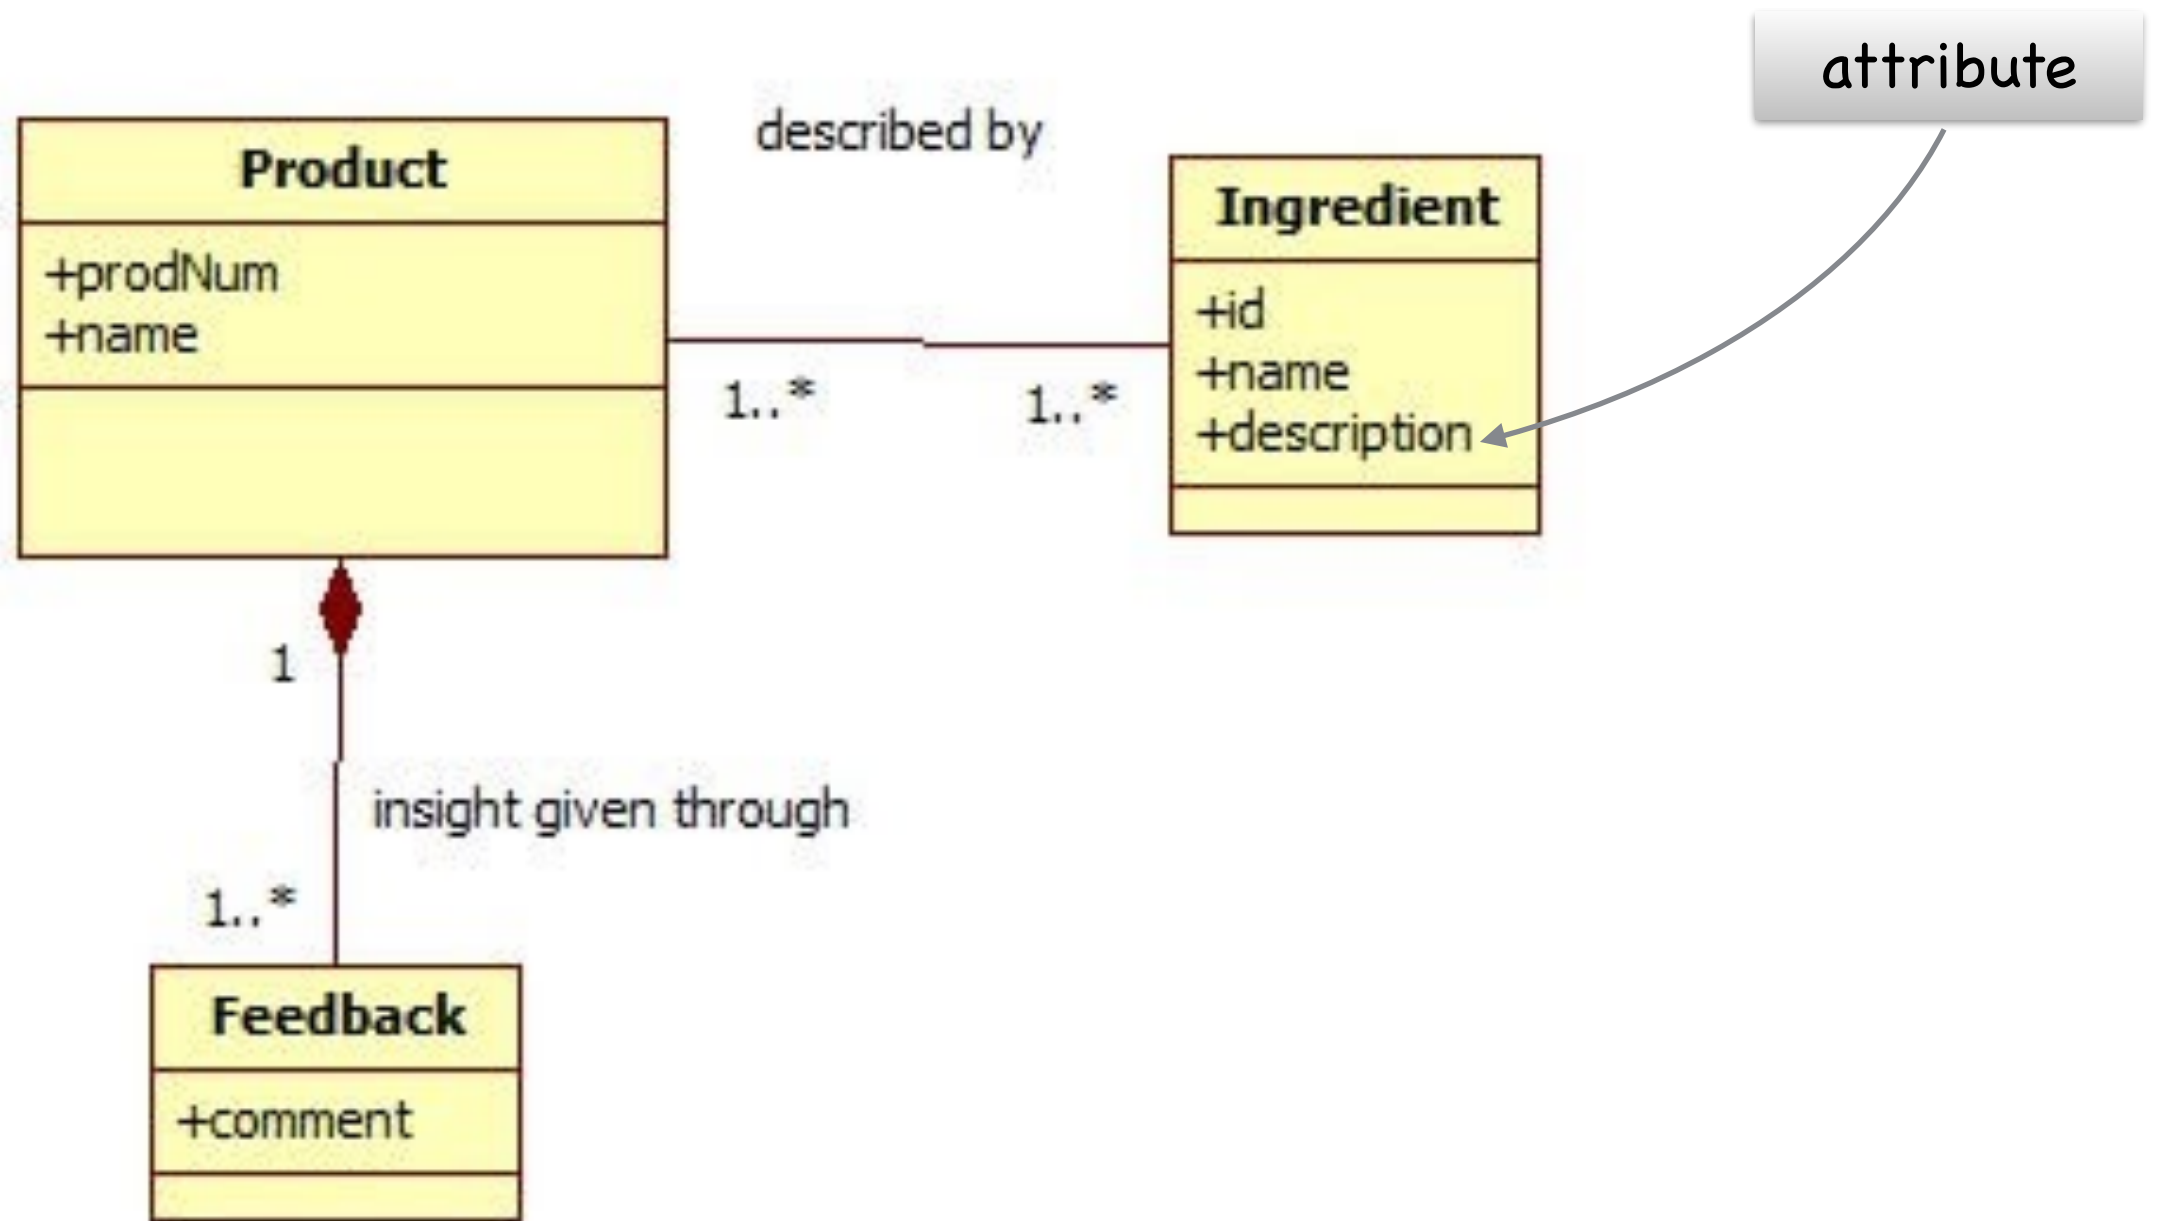 attribute
described by
Product
+prodNum
+name
Ingredient
+id
+name
+description
1..*
1..*
1
insight given through
1..*
Feedback
+comment